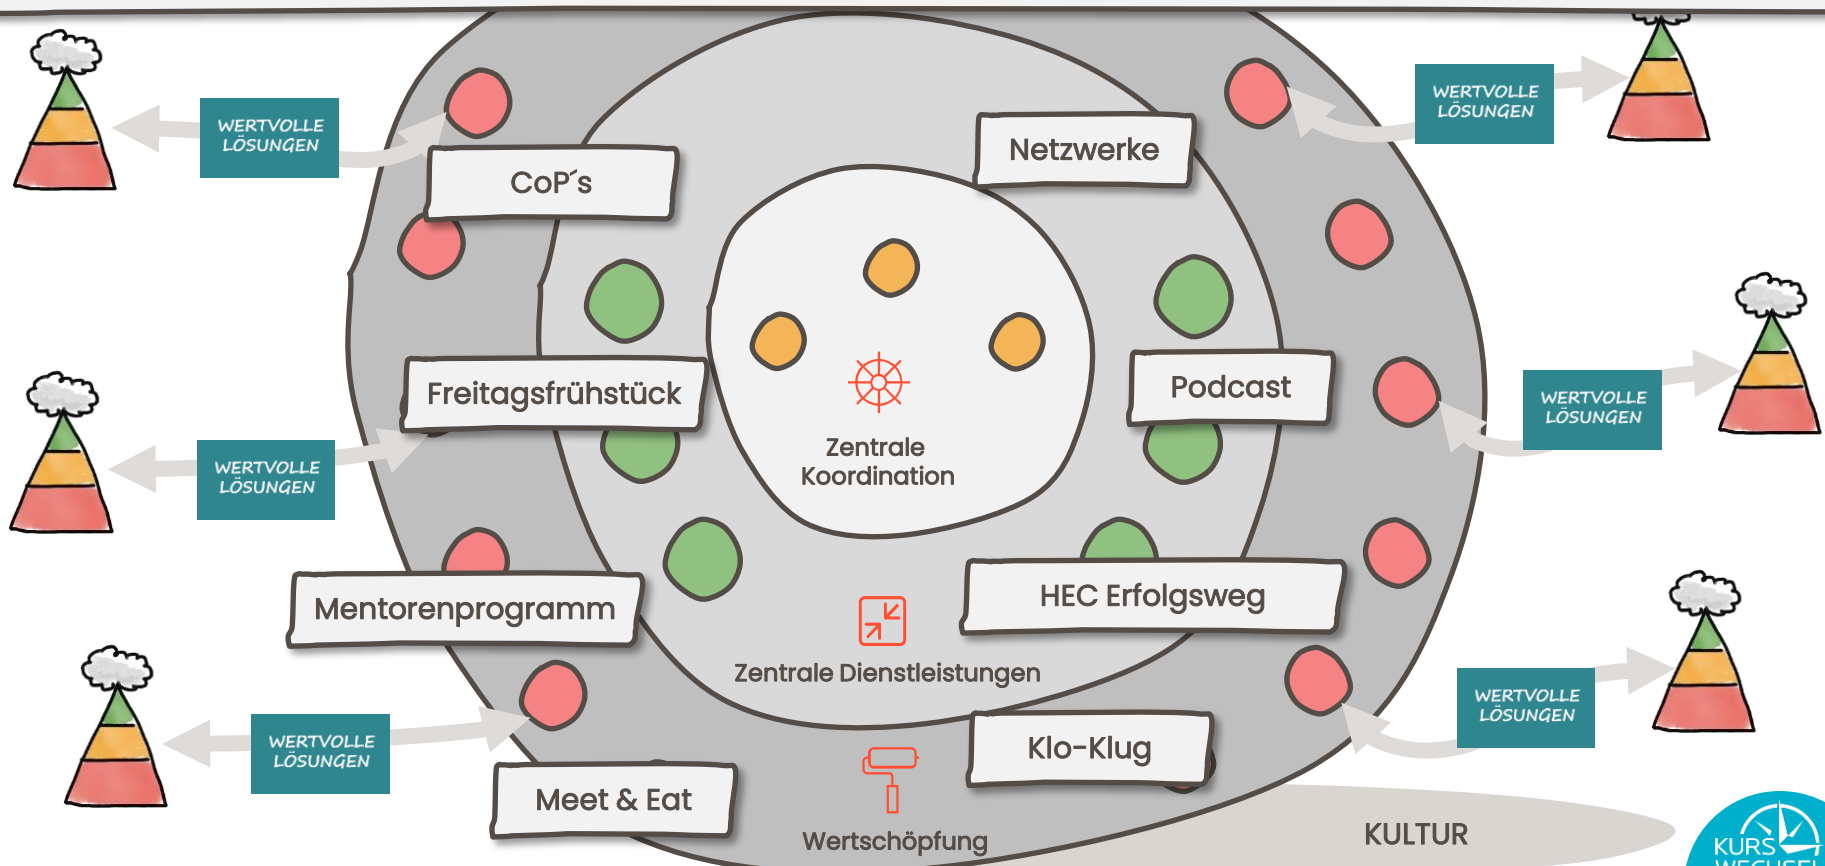 WERTVOLLE
LÖSUNGEN
WERTVOLLE
LÖSUNGEN
Netzwerke
CoP´s
Freitagsfrühstück
Podcast
WERTVOLLE
LÖSUNGEN
Zentrale
Koordination
WERTVOLLE
LÖSUNGEN
Mentorenprogramm
HEC Erfolgsweg
Zentrale Dienstleistungen
WERTVOLLE
LÖSUNGEN
WERTVOLLE
LÖSUNGEN
Klo-Klug
Meet & Eat
Wertschöpfung
KULTUR
KURS
WECHSEL